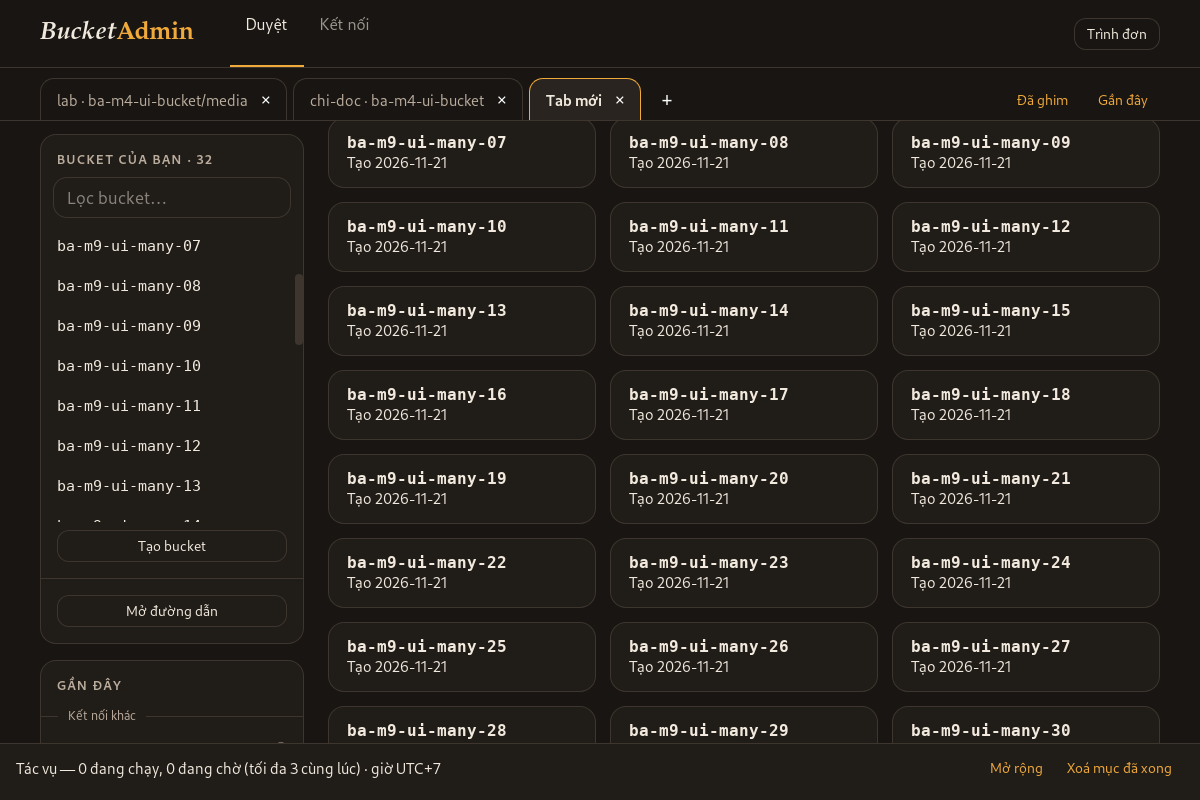 BucketAdmin
Duyệt
Kết nối
Trình đơn
lab · ba-m4-ui-bucket/media ×
chi-doc · ba-m4-ui-bucket ×
Tab mới ×
+
Đã ghim
Gần đây
BUCKET CỦA BẠN · 32
Lọc bucket...
ba-m9-ui-many-07
ba-m9-ui-many-08
ba-m9-ui-many-09
ba-m9-ui-many-10
ba-m9-ui-many-11
ba-m9-ui-many-12
ba-m9-ui-many-13
Tạo bucket
Mở đường dẫn
GẦN ĐÂY
Kết nối khác
ba-m9-ui-many-07
Tạo 2026-11-21
ba-m9-ui-many-08
Tạo 2026-11-21
ba-m9-ui-many-09
Tạo 2026-11-21
ba-m9-ui-many-10
Tạo 2026-11-21
ba-m9-ui-many-11
Tạo 2026-11-21
ba-m9-ui-many-12
Tạo 2026-11-21
ba-m9-ui-many-13
Tạo 2026-11-21
ba-m9-ui-many-14
Tạo 2026-11-21
ba-m9-ui-many-15
Tạo 2026-11-21
ba-m9-ui-many-16
Tạo 2026-11-21
ba-m9-ui-many-17
Tạo 2026-11-21
ba-m9-ui-many-18
Tạo 2026-11-21
ba-m9-ui-many-19
Tạo 2026-11-21
ba-m9-ui-many-20
Tạo 2026-11-21
ba-m9-ui-many-21
Tạo 2026-11-21
ba-m9-ui-many-22
Tạo 2026-11-21
ba-m9-ui-many-23
Tạo 2026-11-21
ba-m9-ui-many-24
Tạo 2026-11-21
ba-m9-ui-many-25
Tạo 2026-11-21
ba-m9-ui-many-26
Tạo 2026-11-21
ba-m9-ui-many-27
Tạo 2026-11-21
ba-m9-ui-many-28
ba-m9-ui-many-29
ba-m9-ui-many-30
Tác vụ — 0 đang chạy, 0 đang chờ (tối đa 3 cùng lúc) · giờ UTC+7
Mở rộng
Xoá mục đã xong